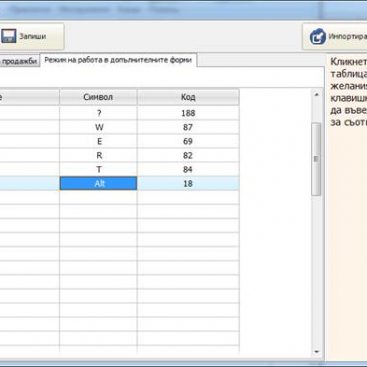 Запиши
Импортира
продажби
Режим на работа в допълнителните форми
Кликнет
таблица
желания
клавиш
да въве
за съот
е
Символ
Код
?
188
W
87
E
69
R
82
T
84
Alt
18